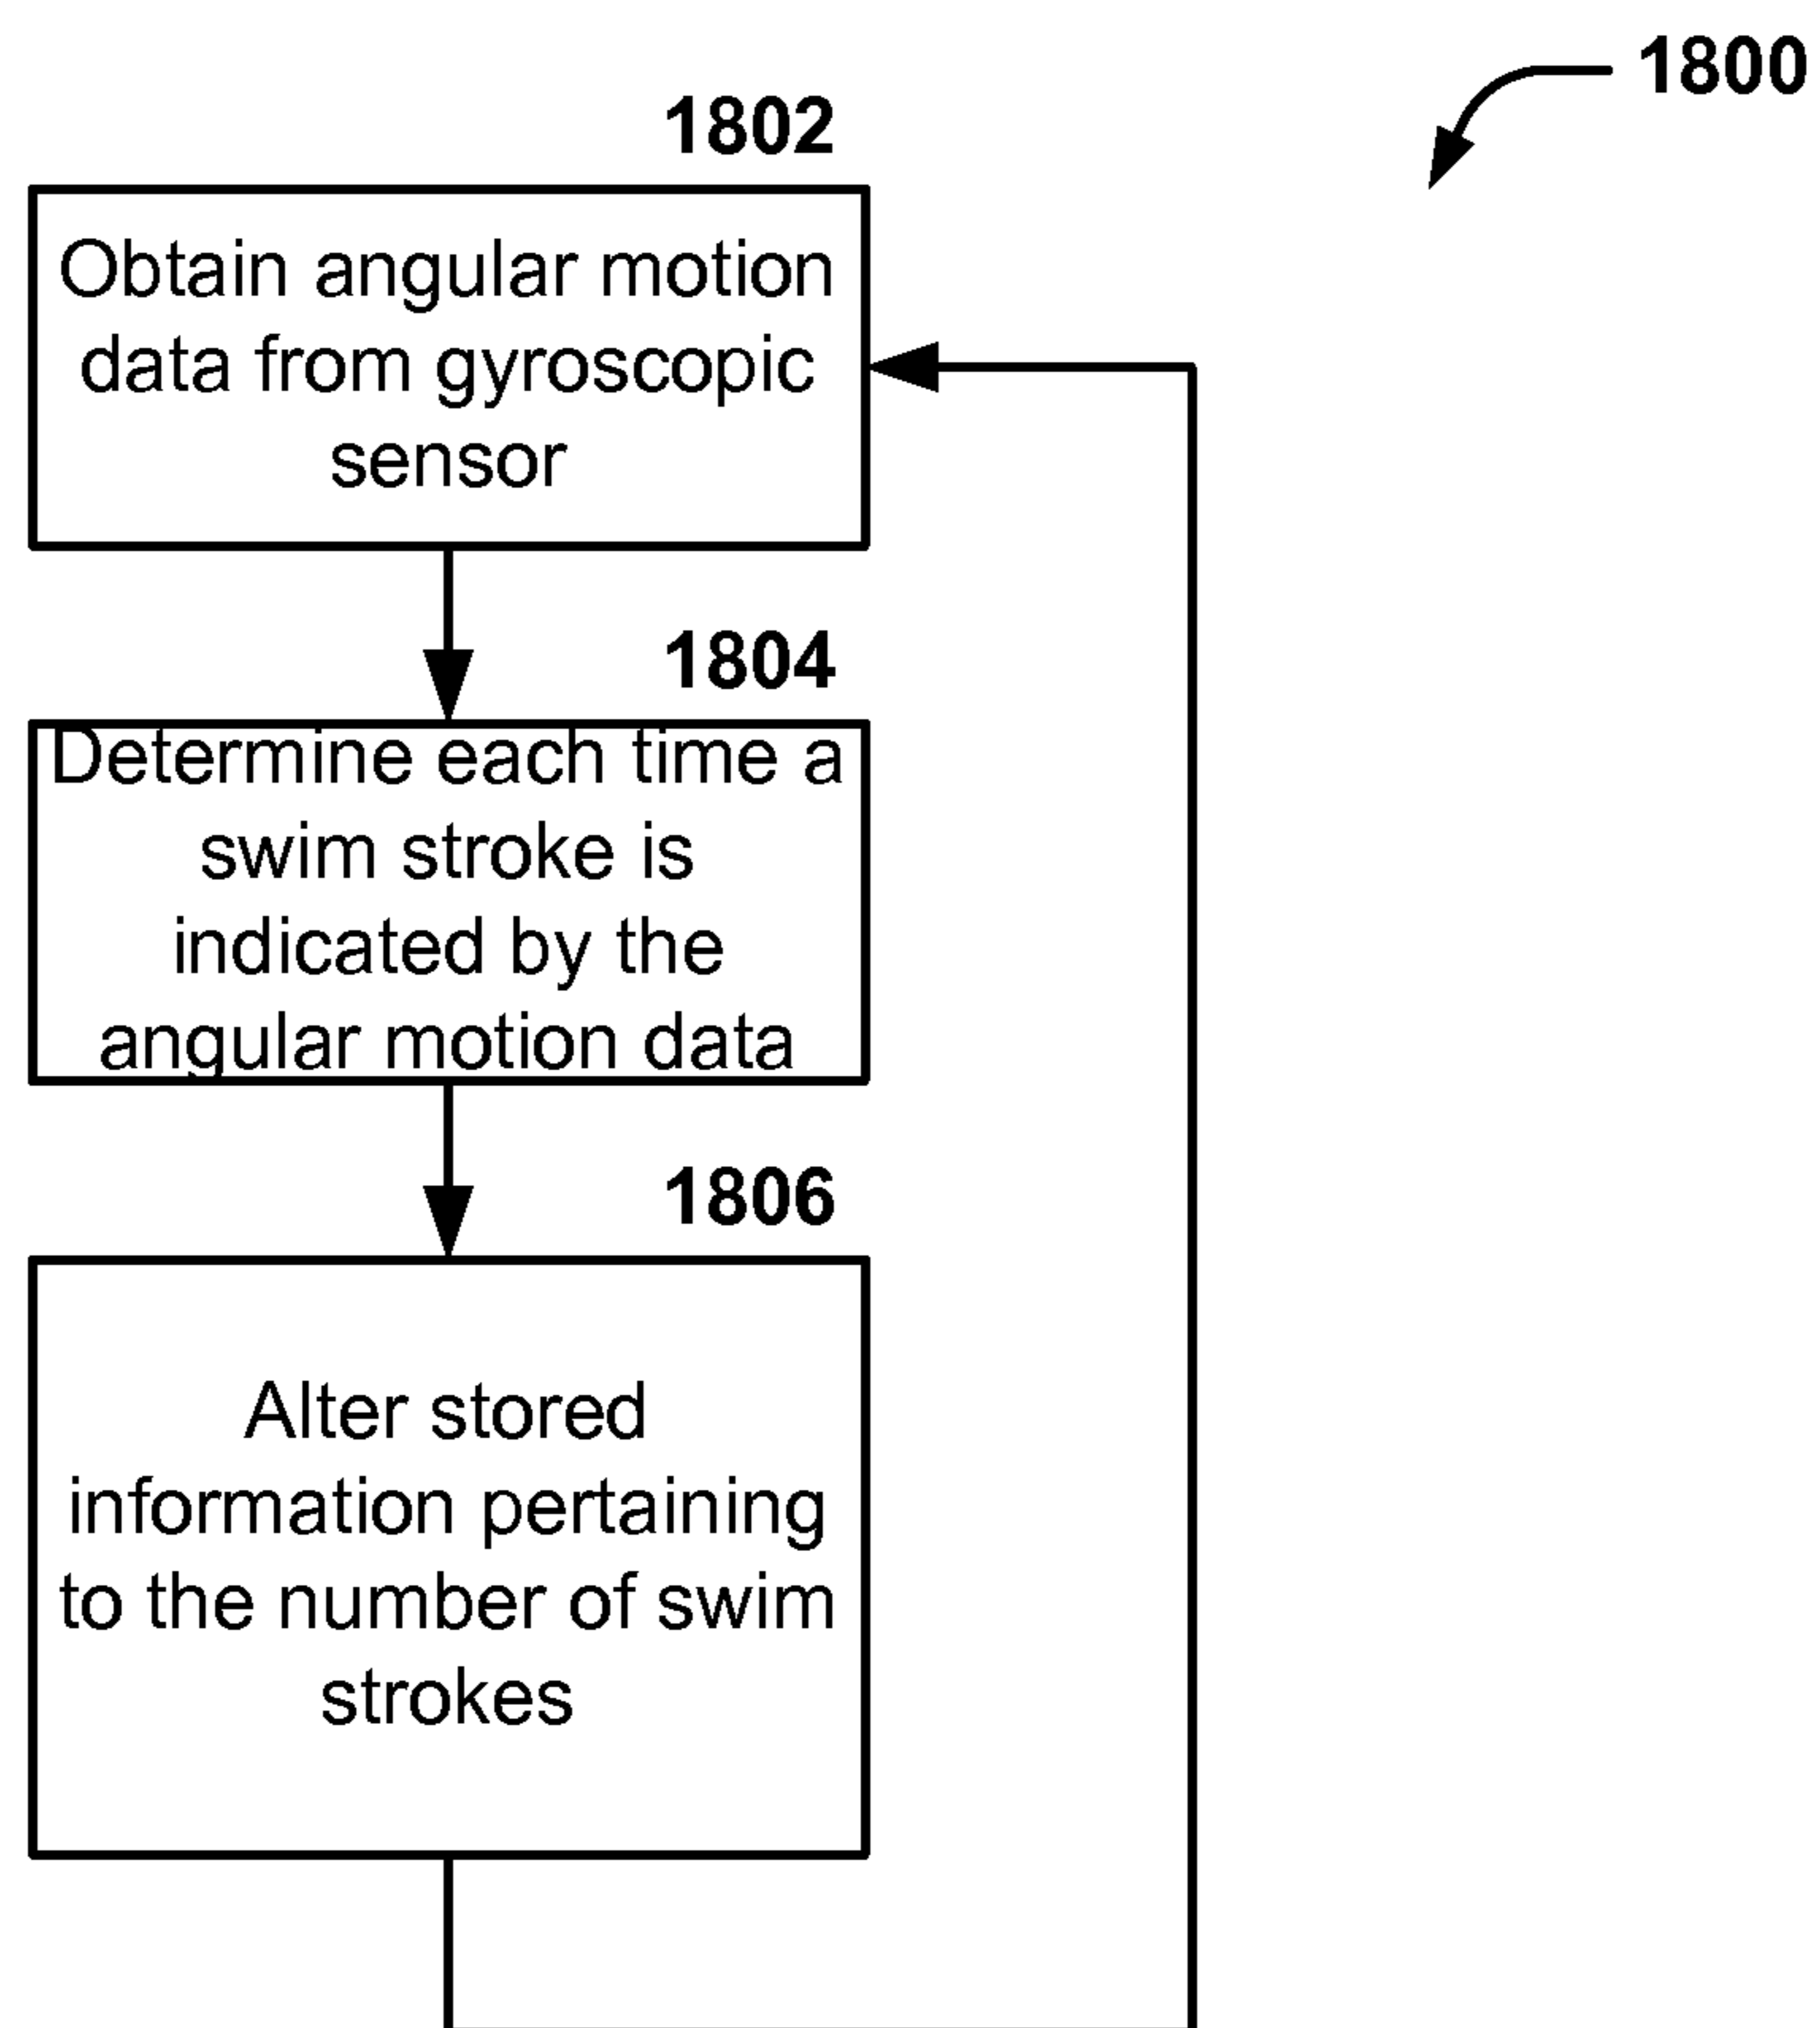 1800
1802
Obtain angular motion
data from gyroscopic
sensor
1804
Determine each time a
swim stroke is
indicated by the
angular motion data
1806
Alter stored
information pertaining
to the number of swim
strokes